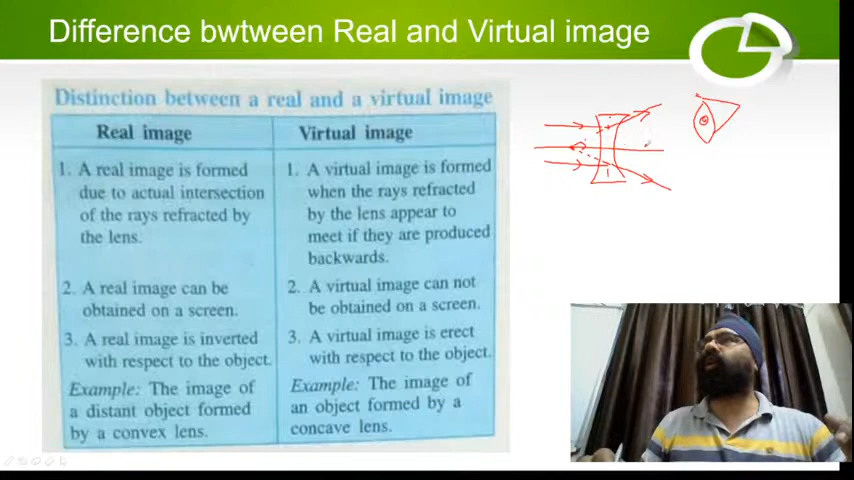 Difference bwtween Real and Virtual image
Distinction between a real and a virtual image
Real image
1. A real image is formed
due to actual intersection
of the rays refracted by
the lens.
2. A real image can be
obtained on a screen.
3. A real image is inverted
with respect to the object.
Example: The image of
a distant object formed
by a convex lens.
Virtual image
1. A virtual image is formed
when the rays refracted
by the lens appear to
meet if they are produced
backwards.
2. A virtual image can not
be obtained on a screen.
3. A virtual image is erect
with respect to the object.
Example: The image of
an object formed by a
concave lens.